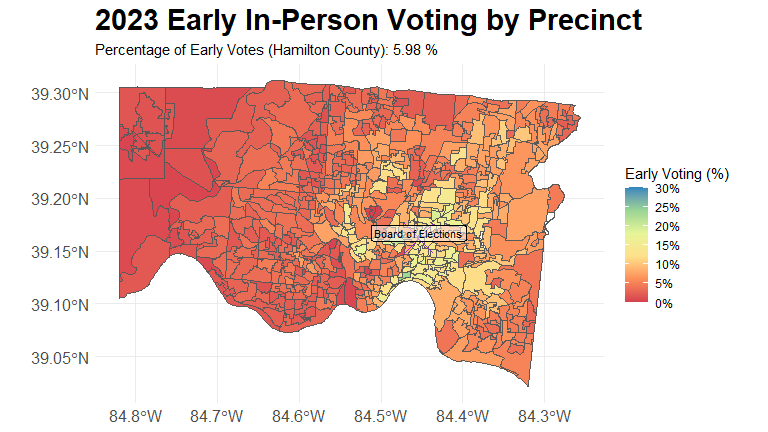 2023 Early In-Person Voting by Precinct
Percentage of Early Votes (Hamilton County): 5.98 %
39.30°N
39.25°N
39.20°N
39.15°N
39.10°N
39.05°N
Board of Elections
84.8°W 84.7°W 84.6°W 84.5°W 84.4°W 84.3°W
Early Voting (%)
30%
25%
20%
15%
10%
5%
0%